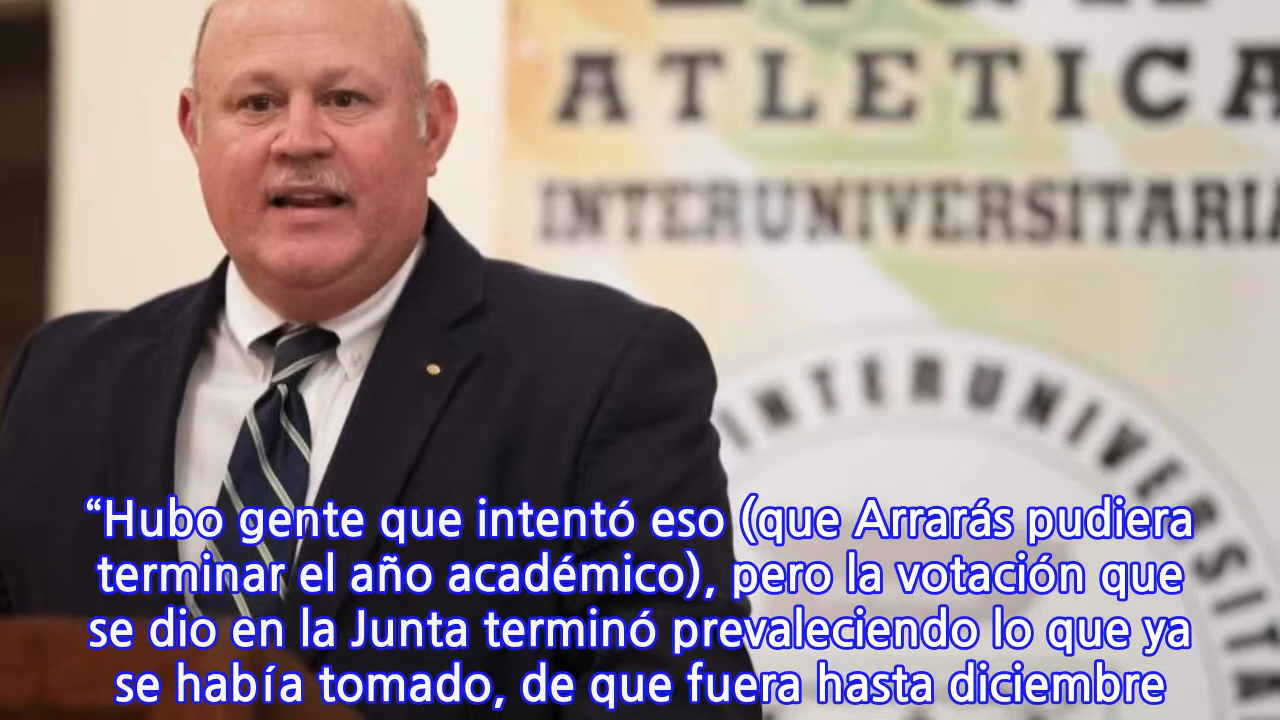 ATLETICA
INTERUNIVERSITARIA
INTERUNIVERSITA
“Hubo gente que intentó eso (que Arrarás pudiera
terminar el año académico), pero la votación que
se dio en la Junta terminó prevaleciendo lo que ya
se había tomado, de que fuera hasta diciembre